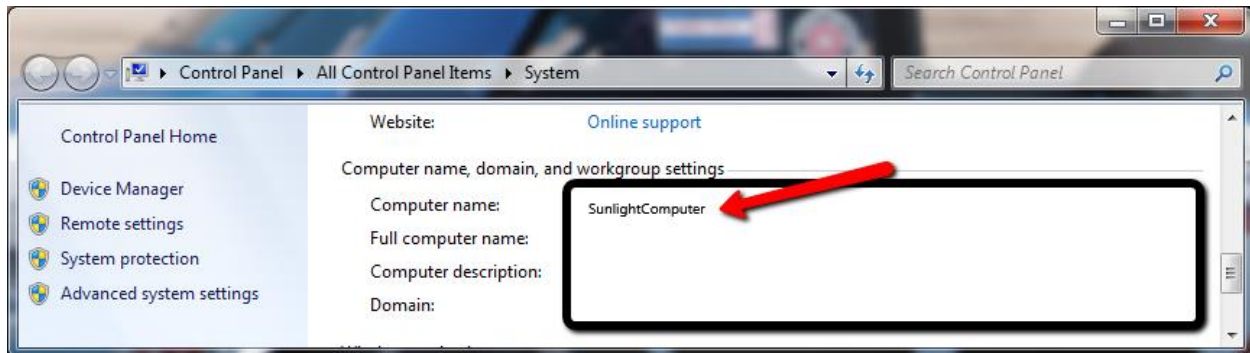 Control Panel ▸ All Control Panel Items ▸ System
Search Control Panel
Control Panel Home
Device Manager
Remote settings
System protection
Advanced system settings
Website: Online support
Computer name, domain, and workgroup settings
Computer name: SunlightComputer
Full computer name:
Computer description:
Domain: